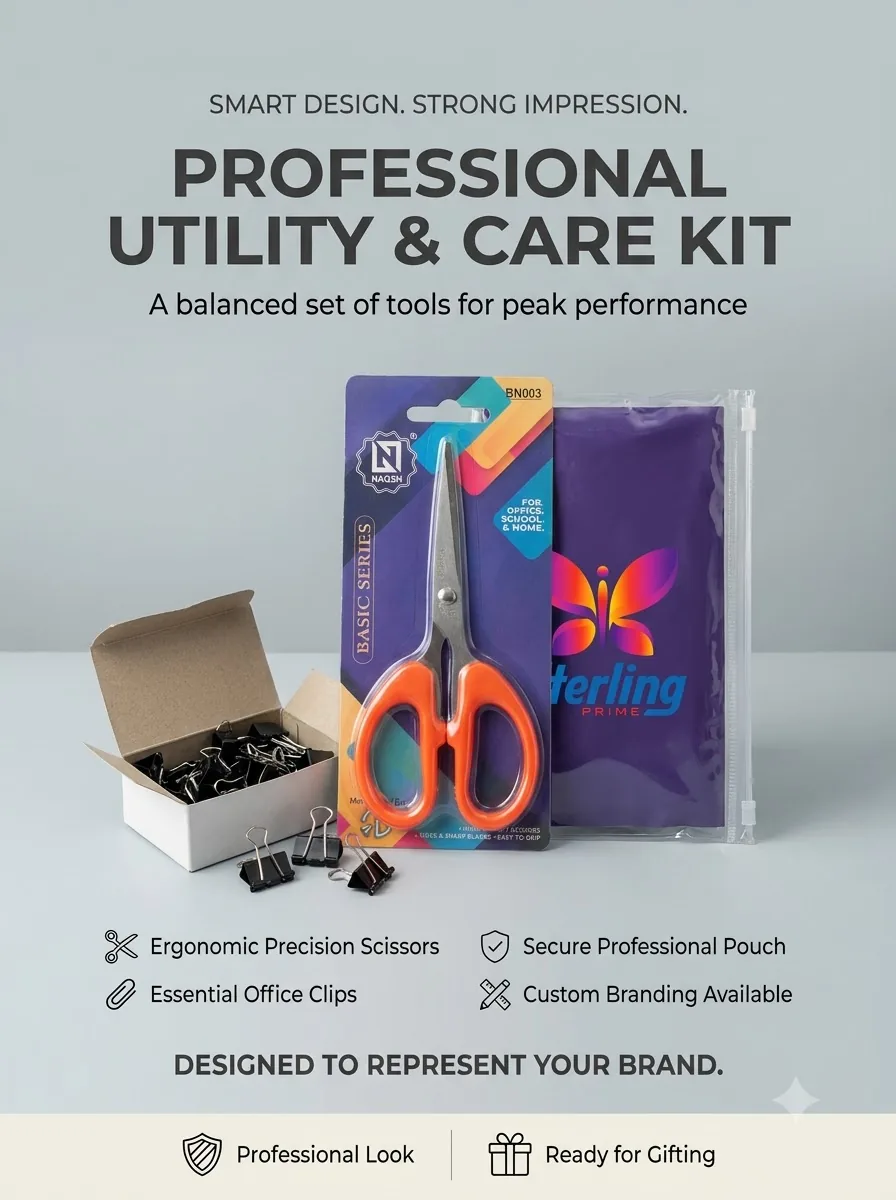 SMART DESIGN. STRONG IMPRESSION.
PROFESSIONAL
UTILITY & CARE KIT
A balanced set of tools for peak performance
BN003
NAQSH
FOR
OFFICE.
SCHOOL.
& HOME.
BASIC SERIES
terling
PRIME
& SHARP
• EASY TO GRIP
Ergonomic Precision Scissors
Secure Professional Pouch
Essential Office Clips
Custom Branding Available
DESIGNED TO REPRESENT YOUR BRAND.
Professional Look
Ready for Gifting